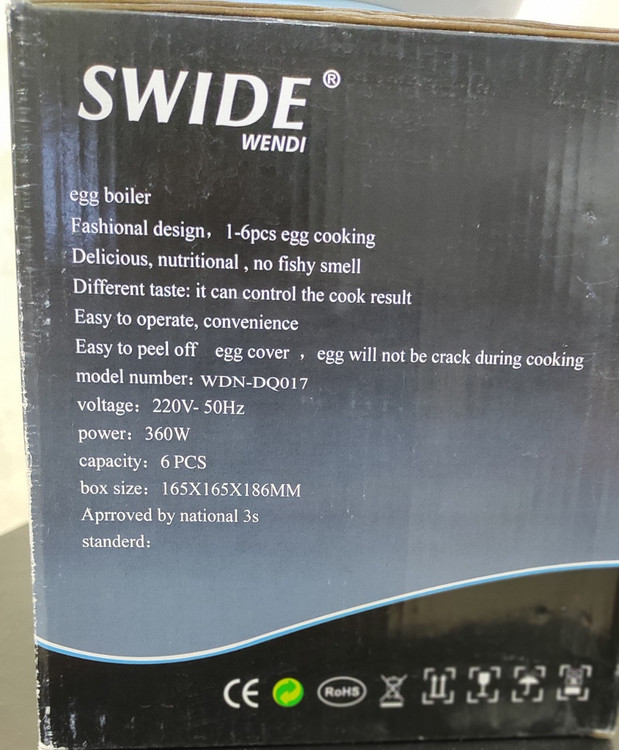 SWIDE®
WENDI
egg boiler
Fashional design，1-6pcs egg cooking
Delicious, nutritional , no fishy smell
Different taste: it can control the cook result
Easy to operate, convenience
Easy to peel off egg cover ，egg will not be crack during cooking
model number：WDN-DQ017
voltage：220V- 50Hz
power：360W
capacity：6 PCS
box size：165X165X186MM
Aprroved by national 3s
standerd：
CE RoHS